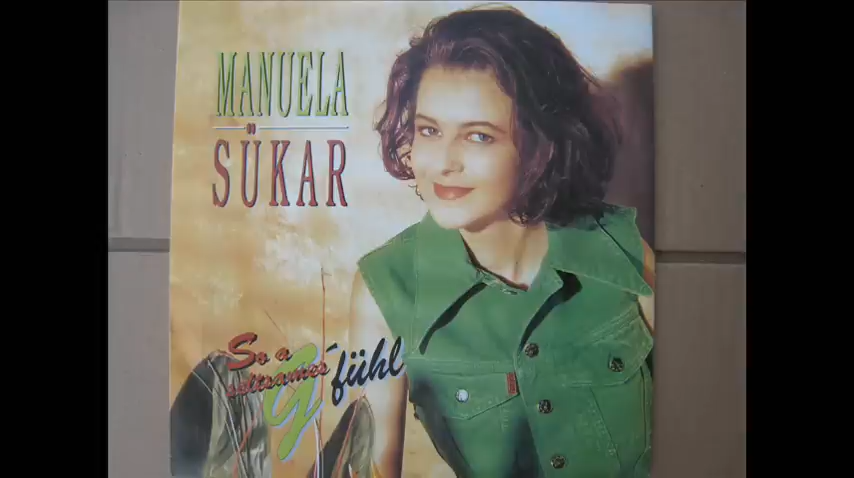 MANUELA
SÜKAR
So a
seltsames
G'fühl